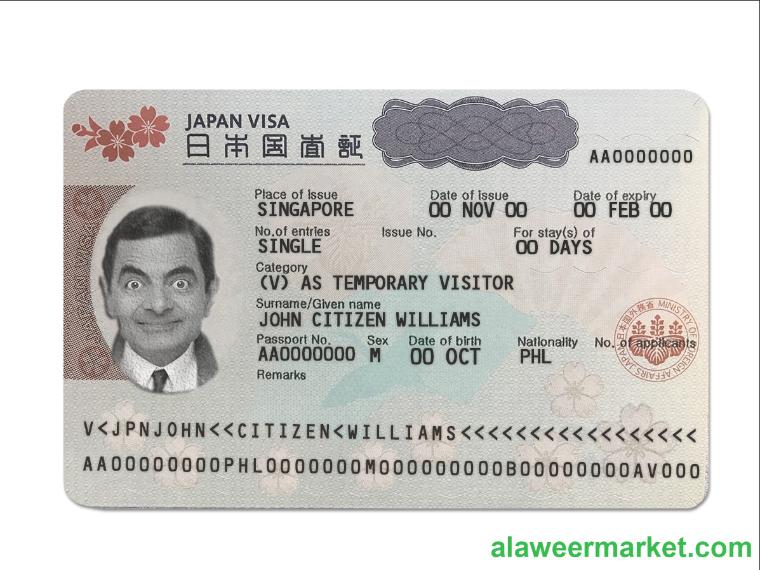 JAPAN VISA
日本国査証
AA0000000
Place of Issue Date of issue Date of expiry
SINGAPORE 00 NOV 00 00 FEB 00
No.of entries Issue No. For stay(s) of
SINGLE 00 DAYS
Category
(V) AS TEMPORARY VISITOR
Surname/Given name
JOHN CITIZEN WILLIAMS
Passport No. Sex Date of birth Nationality No. of applicants
AA0000000 M 00 OCT PHL
Remarks
JAPAN VISA
日本国外務省 MINISTRY OF FOREIGN AFFAIRS JAPAN
V<JPNJOHN<<CITIZEN<WILLIAMS<<<<<<<<<<<<<<<<<
AA00000000PHL0000000M0000000000B00000000AV000
alaweermarket.com